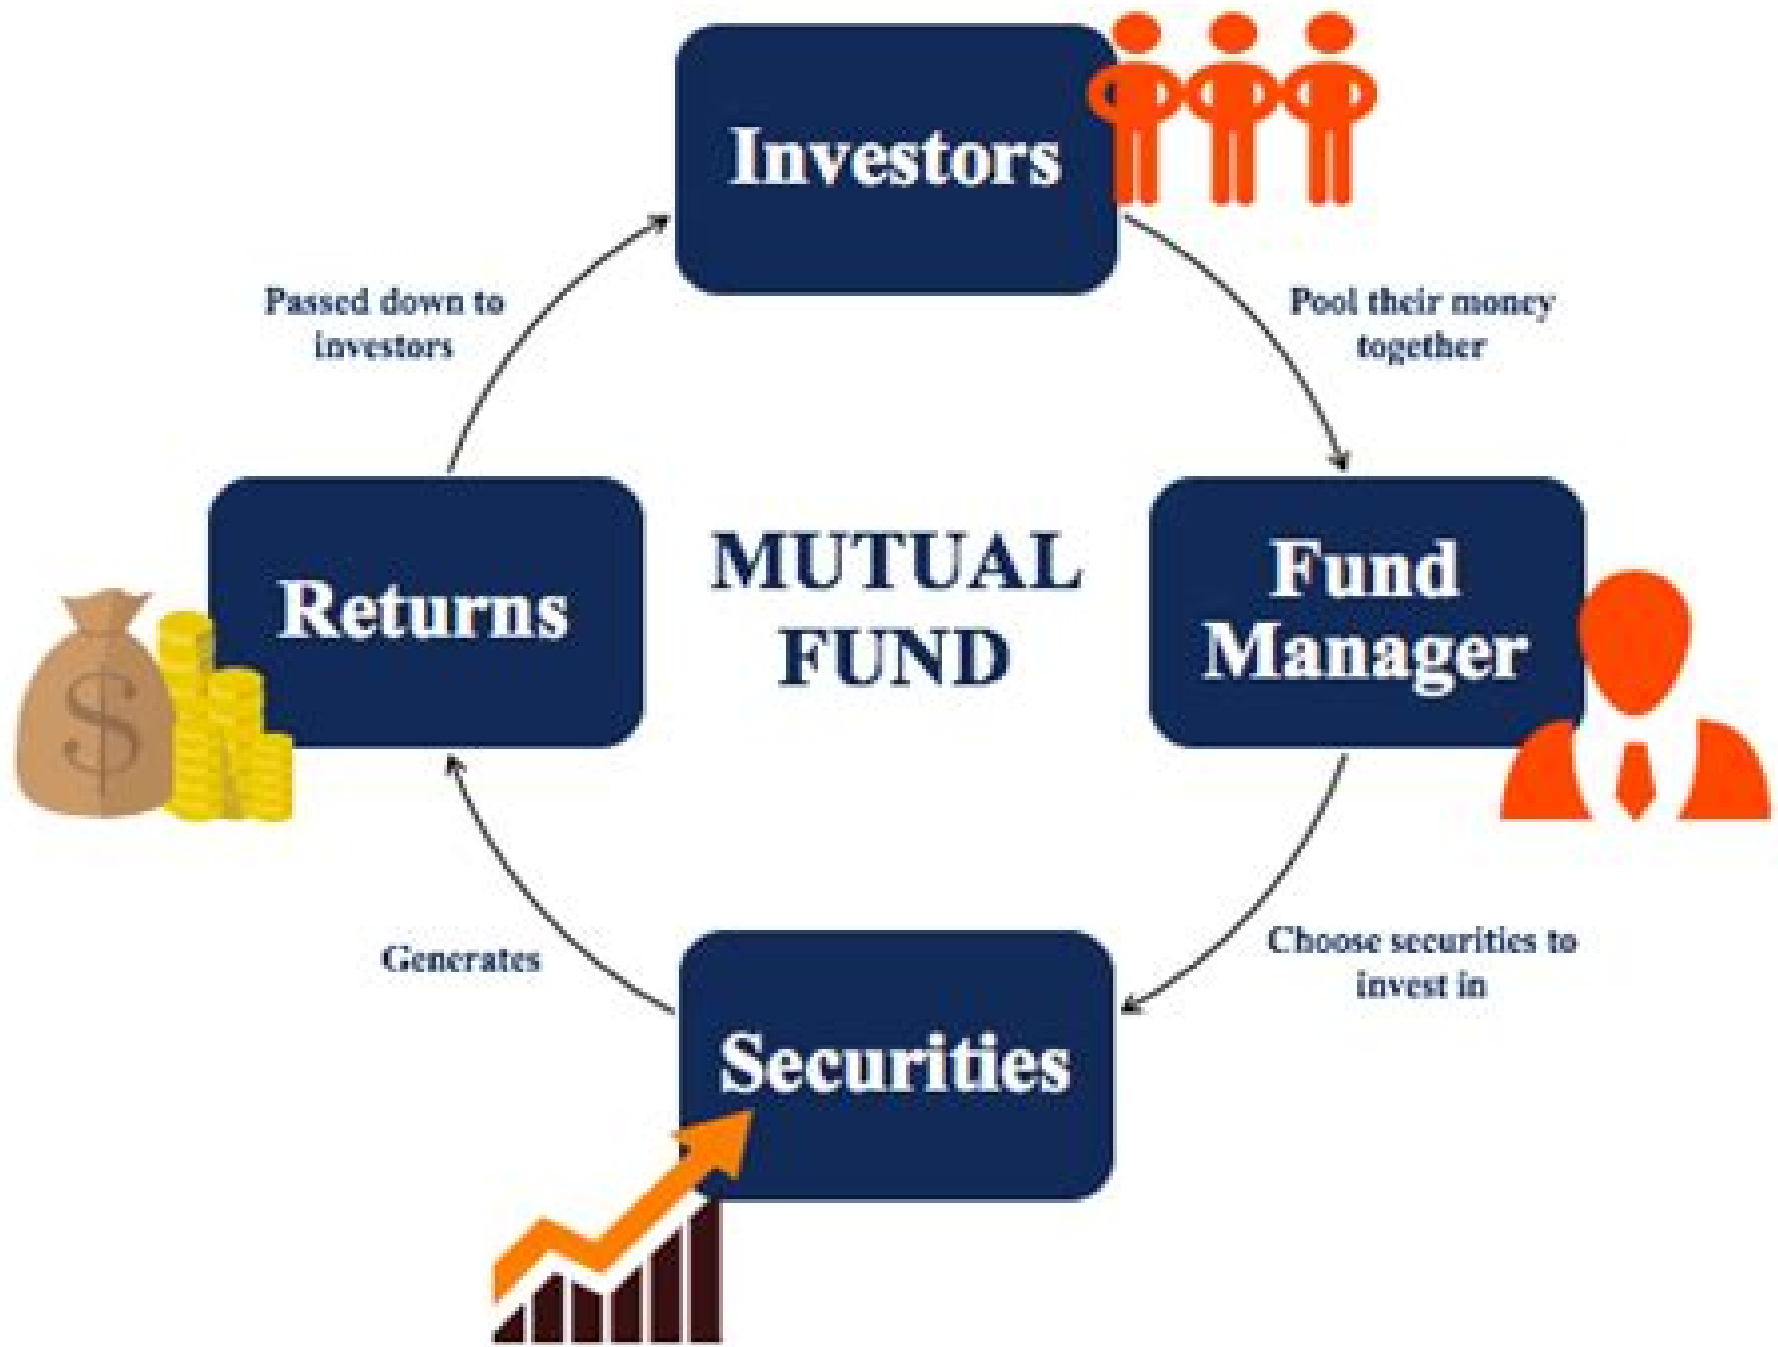 Investors
Passed down to
investors
Pool their money
together
Returns
MUTUAL
FUND
Fund
Manager
Generates
Choose securities to
invest in
Securities
$